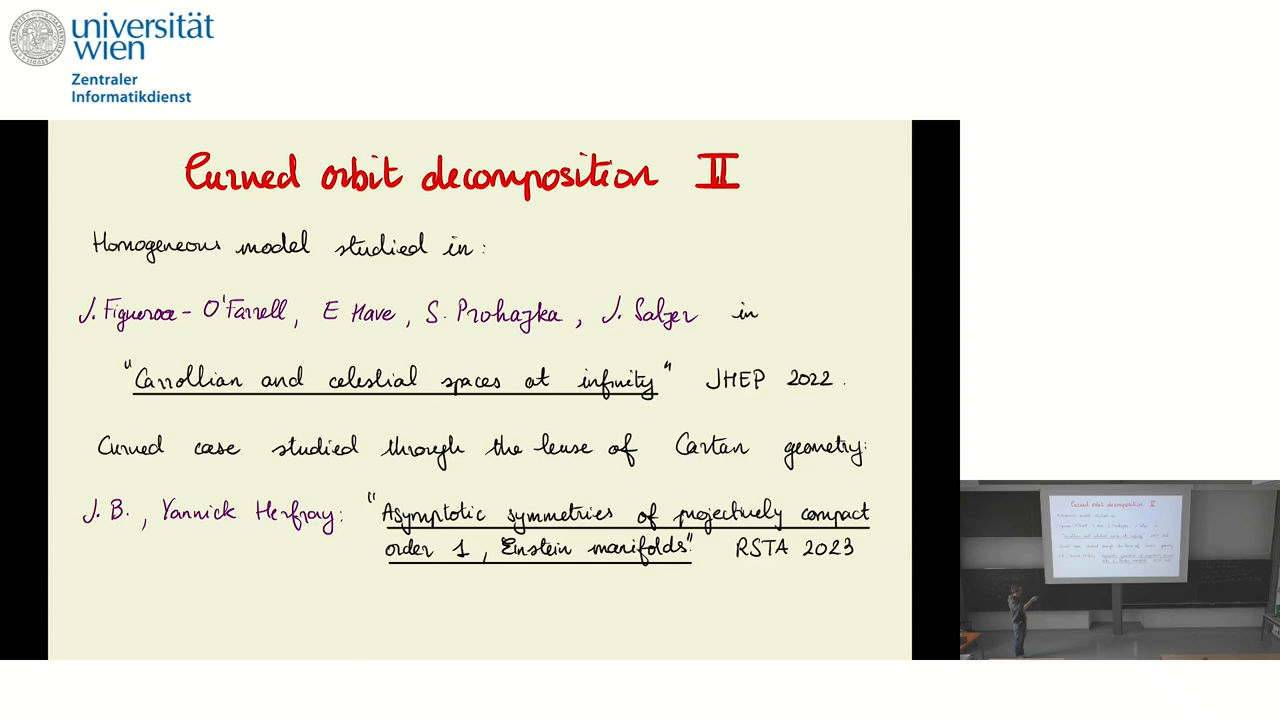 universität
wien
Zentraler
Informatikdienst
Curved orbit decomposition II
Homogeneous model studied in:
J. Figueroa-O'Farrell, E Have, S. Prohazka, J. Salzer in
"Carrollian and celestial spaces at infinity" JHEP 2022.
Curved case studied through the lense of Cartan geometry:
J. B., Yannick Herfray: "Asymptotic symmetries of projectively compact
order 1, Einstein manifolds" RSTA 2023